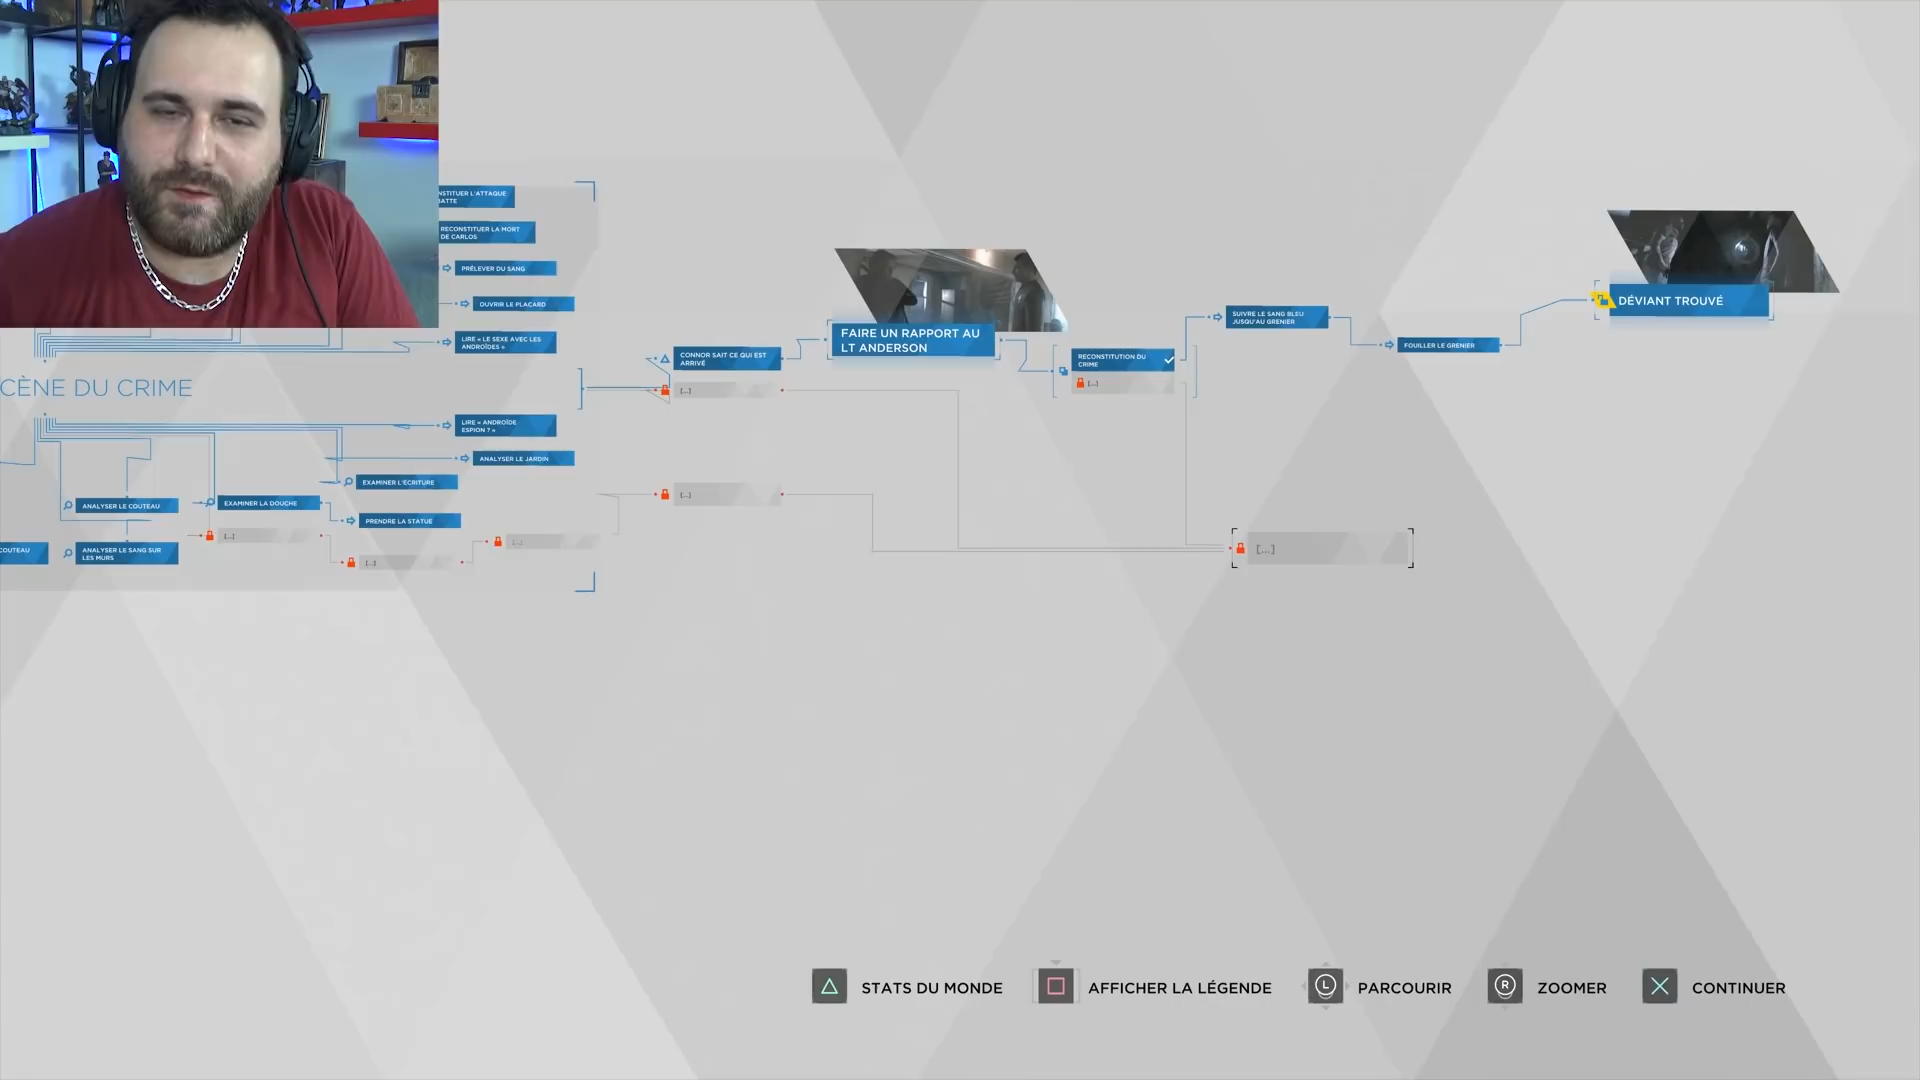 NSTITUER L'ATTAQUE
BATTE
RECONSTITUER LA MORT
DE CARLOS
PRÉLEVER DU SANG
OUVRIR LE PLACARD
LIRE « LE SEXE AVEC LES
ANDROÏDES »
CÈNE DU CRIME
LIRE « ANDROÏDE
ESPION ? »
ANALYSER LE JARDIN
EXAMINER L'ÉCRITURE
ANALYSER LE COUTEAU
EXAMINER LA DOUCHE
PRENDRE LA STATUE
[...]
[...]
[...]
COUTEAU
ANALYSER LE SANG SUR
LES MURS
CONNOR SAIT CE QUI EST
ARRIVÉ
[...]
[...]
FAIRE UN RAPPORT AU
LT ANDERSON
RECONSTITUTION DU
CRIME
[...]
SUIVRE LE SANG BLEU
JUSQU'AU GRENIER
FOUILLER LE GRENIER
DÉVIANT TROUVÉ
[...]
STATS DU MONDE
AFFICHER LA LÉGENDE
L
PARCOURIR
R
ZOOMER
CONTINUER